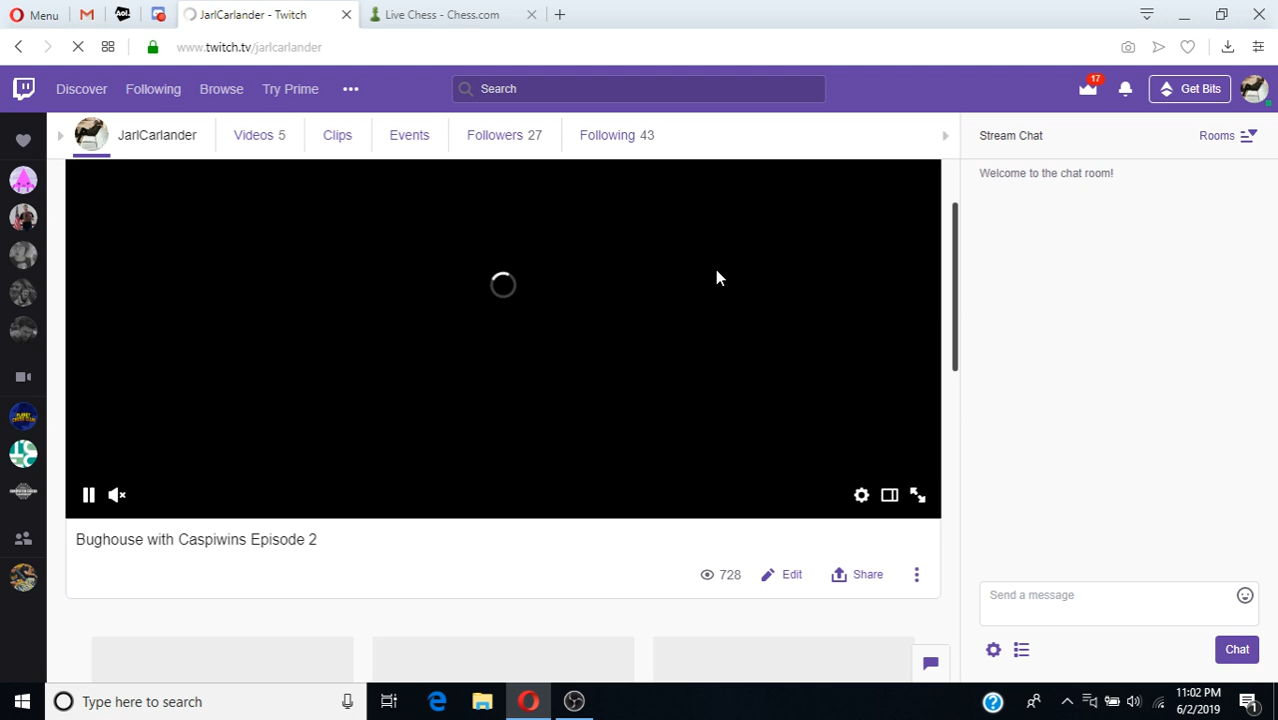 Menu
Aol.
JarlCarlander - Twitch
Live Chess - Chess.com
www.twitch.tv/jarlcarlander
Discover
Following
Browse
Try Prime
Search
17
Get Bits
JarlCarlander
Videos 5
Clips
Events
Followers 27
Following 43
Stream Chat
Rooms
Welcome to the chat room!
Bughouse with Caspiwins Episode 2
728
Edit
Share
Send a message
Chat
Type here to search
11:02 PM
6/2/2019
1